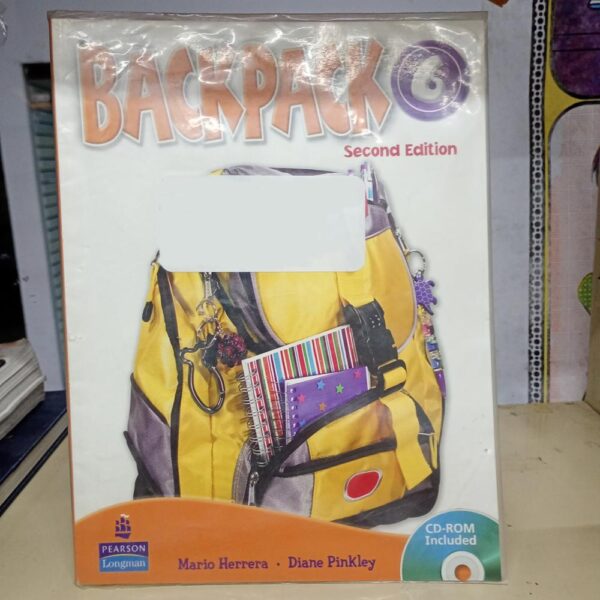 BACKPACK 6
Second Edition
CD-ROM
Included
PEARSON
Longman
Mario Herrera · Diane Pinkley